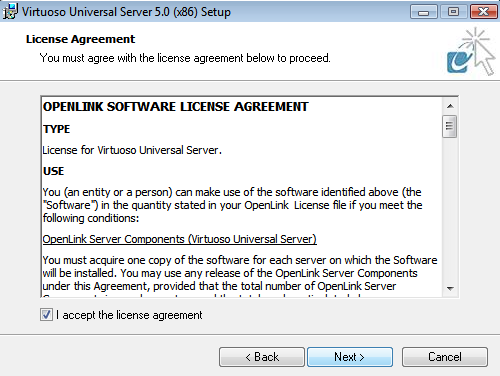 Virtuoso Universal Server 5.0 (x86) Setup
License Agreement
You must agree with the license agreement below to proceed.
OPENLINK SOFTWARE LICENSE AGREEMENT
TYPE
License for Virtuoso Universal Server.
USE
You (an entity or a person) can make use of the software identified above (the
"Software") in the quantity stated in your OpenLink License file if you meet the
following conditions:
OpenLink Server Components (Virtuoso Universal Server)
You must acquire one copy of the software for each server on which the Software
will be installed. You may use any release of the OpenLink Server Components
under this Agreement, provided that the total number of OpenLink Server
I accept the license agreement
< Back
Next >
Cancel